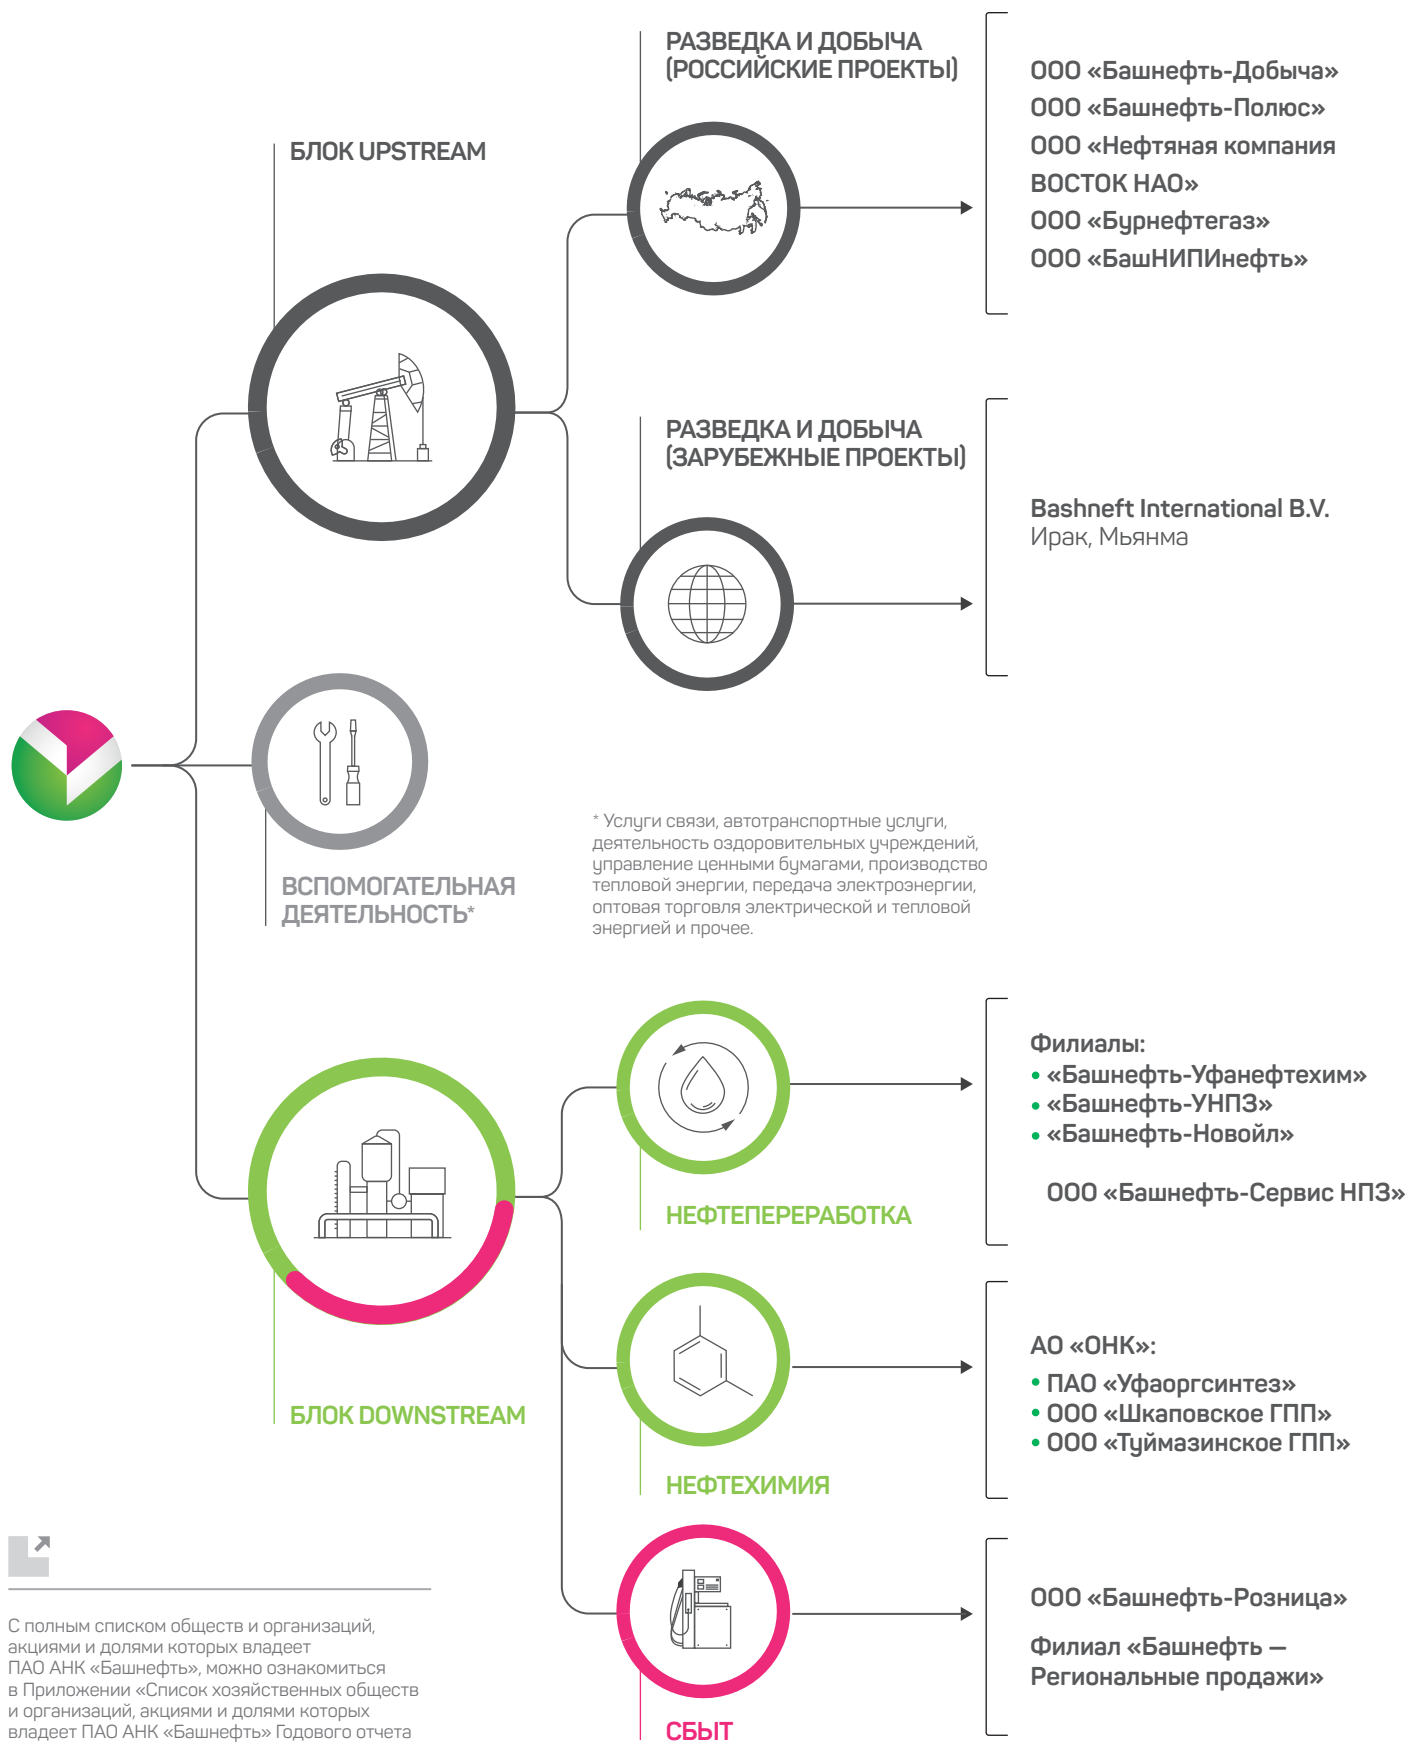 РАЗВЕДКА И ДОБЫЧА
(РОССИЙСКИЕ ПРОЕКТЫ)
ООО «Башнефть-Добыча»
ООО «Башнефть-Полюс»
ООО «Нефтяная компания
ВОСТОК НАО»
ООО «Бурнефтегаз»
ООО «БашНИПИнефть»
БЛОК UPSTREAM
РАЗВЕДКА И ДОБЫЧА
(ЗАРУБЕЖНЫЕ ПРОЕКТЫ)
Bashneft International B.V.
Ирак, Мьянма
ВСПОМОГАТЕЛЬНАЯ
ДЕЯТЕЛЬНОСТЬ*
* Услуги связи, автотранспортные услуги,
деятельность оздоровительных учреждений,
управление ценными бумагами, производство
тепловой энергии, передача электроэнергии,
оптовая торговля электрической и тепловой
энергией и прочее.
Филиалы:
• «Башнефть-Уфанефтехим»
• «Башнефть-УНПЗ»
• «Башнефть-Новойл»
ООО «Башнефть-Сервис НПЗ»
НЕФТЕПЕРЕРАБОТКА
БЛОК DOWNSTREAM
АО «ОНК»:
• ПАО «Уфаоргсинтез»
• ООО «Шкаповское ГПП»
• ООО «Туймазинское ГПП»
НЕФТЕХИМИЯ
ООО «Башнефть-Розница»
Филиал «Башнефть —
Региональные продажи»
СБЫТ
С полным списком обществ и организаций,
акциями и долями которых владеет
ПАО АНК «Башнефть», можно ознакомиться
в Приложении «Список хозяйственных обществ
и организаций, акциями и долями которых
владеет ПАО АНК «Башнефть» Годового отчета